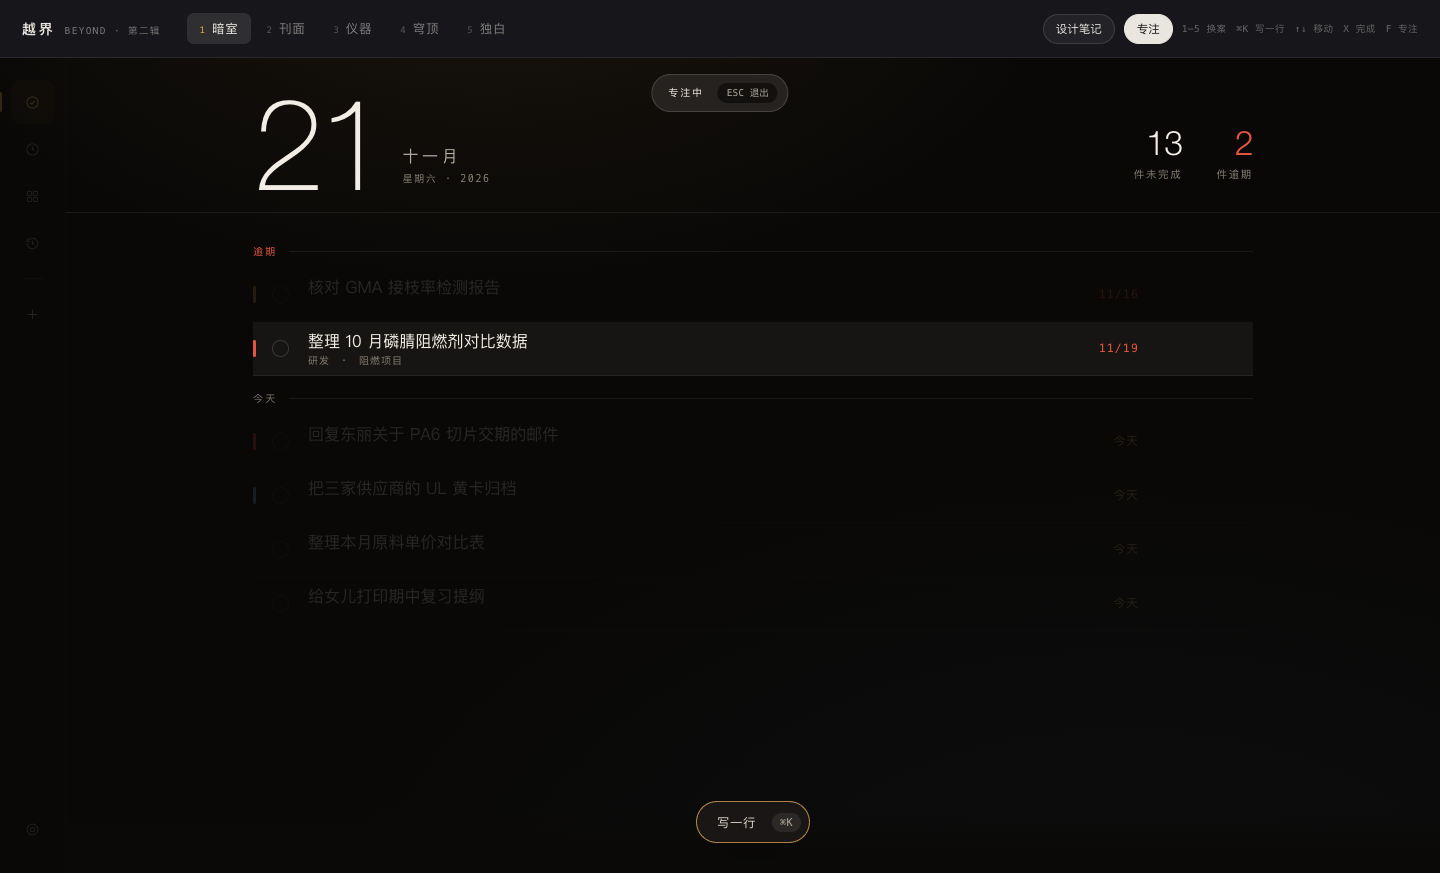 越界 BEYOND · 第二辑 1 暗室 2 刊面 3 仪器 4 穹顶 5 独白 设计笔记 专注 1—5 换案 ⌘K 写一行 ↑↓ 移动 X 完成 F 专注
专注中 ESC 退出
21 十一月 13 2
星期六 · 2026 件未完成 件逾期
逾期
核对 GMA 接枝率检测报告 11/16
整理 10 月磷腈阻燃剂对比数据 11/19
研发 · 阻燃项目
今天
回复东丽关于 PA6 切片交期的邮件 今天
把三家供应商的 UL 黄卡归档 今天
整理本月原料单价对比表 今天
给女儿打印期中复习提纲 今天
写一行 ⌘K